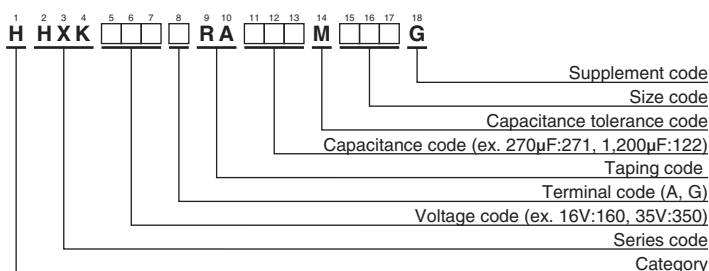 1 2 3 4 5 6 7 8 9 10 11 12 13 14 15 16 17 18
H HXK □□□ □ RA □□□ M □□□ G
Supplement code
Size code
Capacitance tolerance code
Capacitance code (ex. 270μF:271, 1,200μF:122)
Taping code
Terminal code (A, G)
Voltage code (ex. 16V:160, 35V:350)
Series code
Category